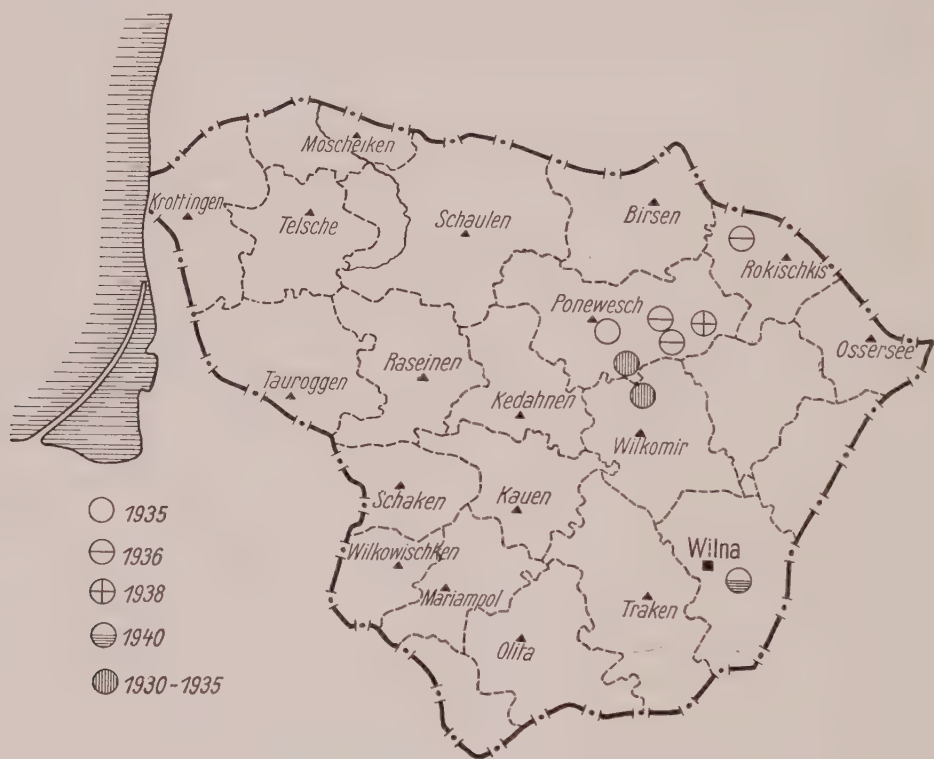 Moscheiken
Krottingen
Telsche
Schaulen
Birsen
Rokischkis
Ponewesch
Ossersee
Tauroggen
Raseinen
Kedahnen
Wilkomir
Schaken
Kauen
Wilkowischken
Wilna
Mariampol
Traken
Olita
1935
1936
1938
1940
1930-1935